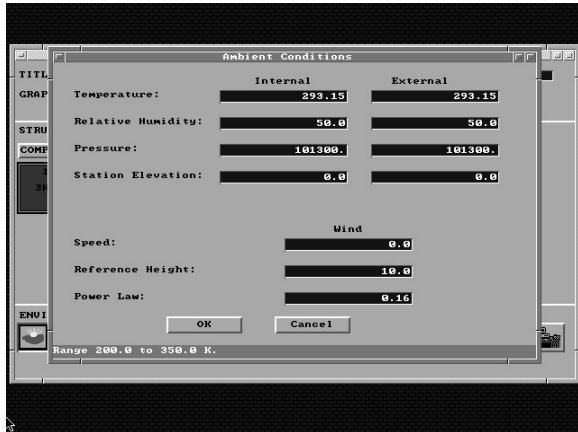 Ambient Conditions
Internal External
Temperature: 293.15 293.15
Relative Humidity: 50.0 50.0
Pressure: 101300. 101300.
Station Elevation: 0.0 0.0
Wind
Speed: 0.0
Reference Height: 10.0
Power Law: 0.16
OK Cancel
Range 200.0 to 350.0 K.
TITL
GRAP
STRU
COMP
3H
ENVI